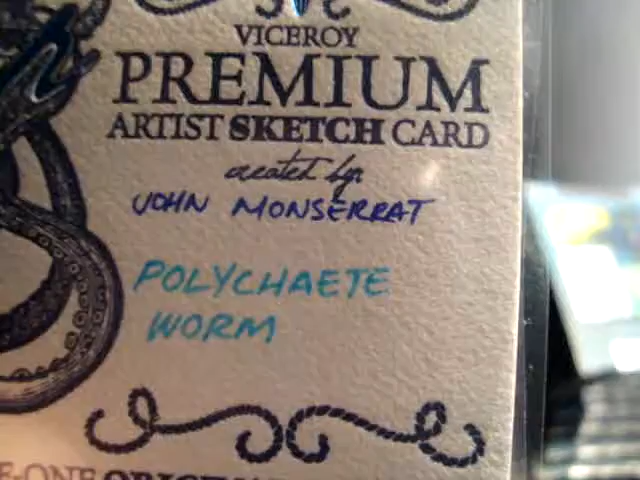 VICEROY
PREMIUM
ARTIST SKETCH CARD
created by:
JOHN MONSERRAT
POLYCHAETE
WORM